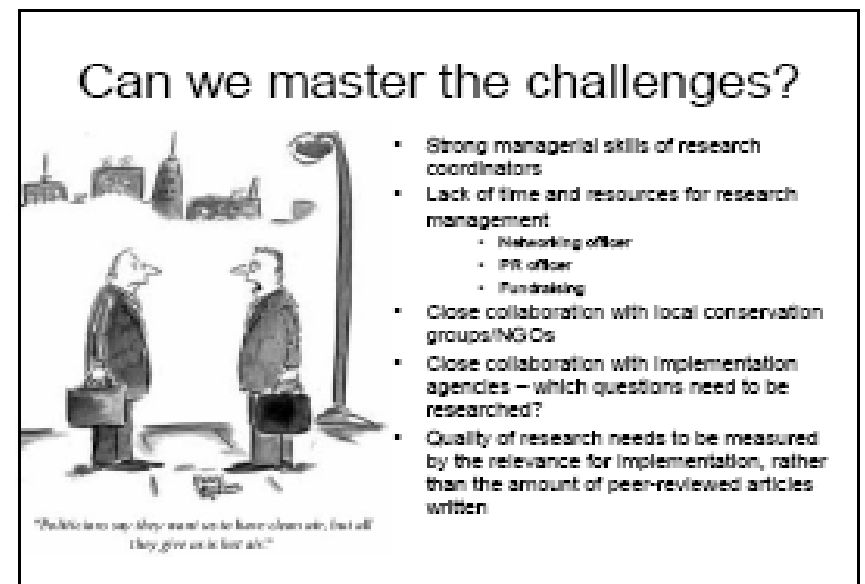 Can we master the challenges?
• Strong managerial skills of research
coordinators
• Lack of time and resources for research
management
• Networking officer
• PR officer
• Fundraising
• Close collaboration with local conservation
groups/NGOs
• Close collaboration with implementation
agencies – which questions need to be
researched?
• Quality of research needs to be measured
by the relevance for implementation, rather
than the amount of peer-reviewed articles
written
"Politicians say they want us to have clean air, but all
they give us is hot air."